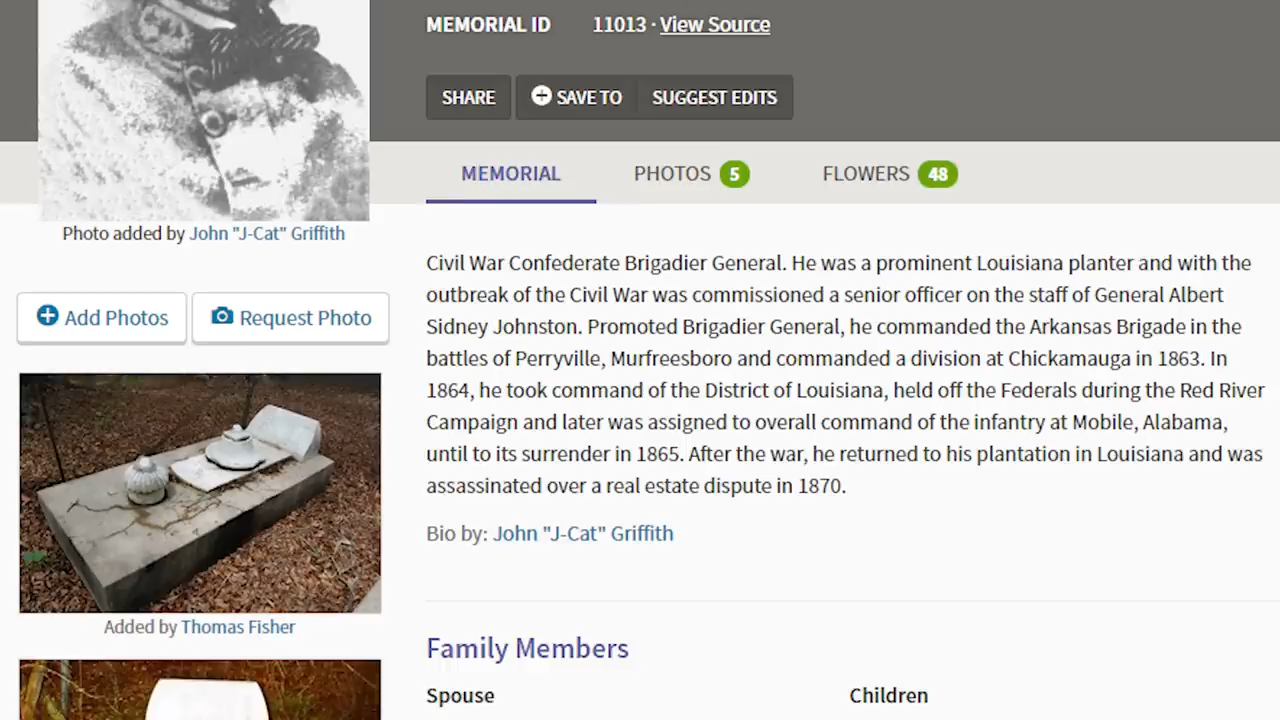 MEMORIAL ID 11013 · View Source
SHARE SAVE TO SUGGEST EDITS
MEMORIAL PHOTOS 5 FLOWERS 48
Photo added by John "J-Cat" Griffith
Add Photos Request Photo
Added by Thomas Fisher
Civil War Confederate Brigadier General. He was a prominent Louisiana planter and with the
outbreak of the Civil War was commissioned a senior officer on the staff of General Albert
Sidney Johnston. Promoted Brigadier General, he commanded the Arkansas Brigade in the
battles of Perryville, Murfreesboro and commanded a division at Chickamauga in 1863. In
1864, he took command of the District of Louisiana, held off the Federals during the Red River
Campaign and later was assigned to overall command of the infantry at Mobile, Alabama,
until to its surrender in 1865. After the war, he returned to his plantation in Louisiana and was
assassinated over a real estate dispute in 1870.
Bio by: John "J-Cat" Griffith
Family Members
Spouse Children